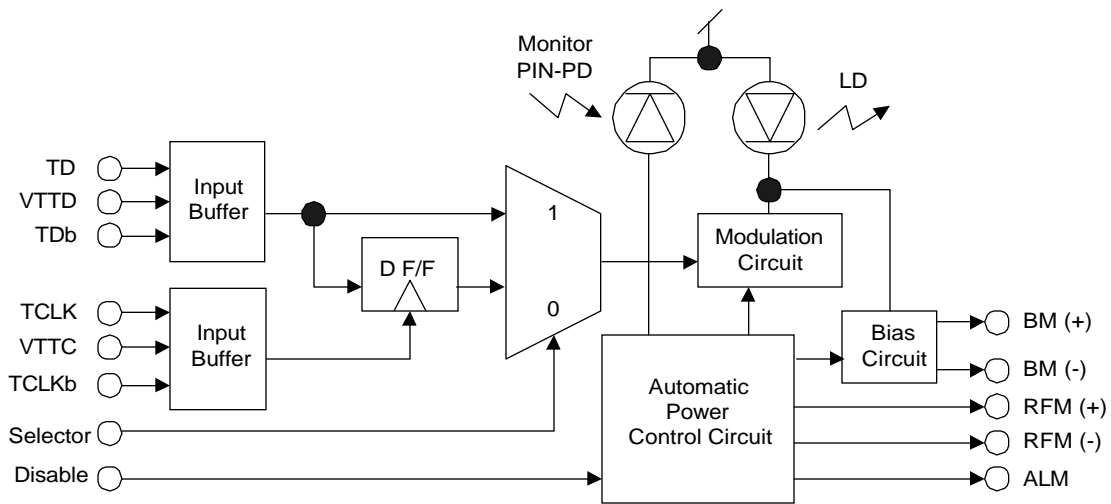 Monitor
PIN-PD
LD
TD
VTTD
TDb
Input
Buffer
1
0
D F/F
Modulation
Circuit
TCLK
VTTC
TCLKb
Input
Buffer
Selector
Disable
Automatic
Power
Control Circuit
Bias
Circuit
BM (+)
BM (-)
RFM (+)
RFM (-)
ALM